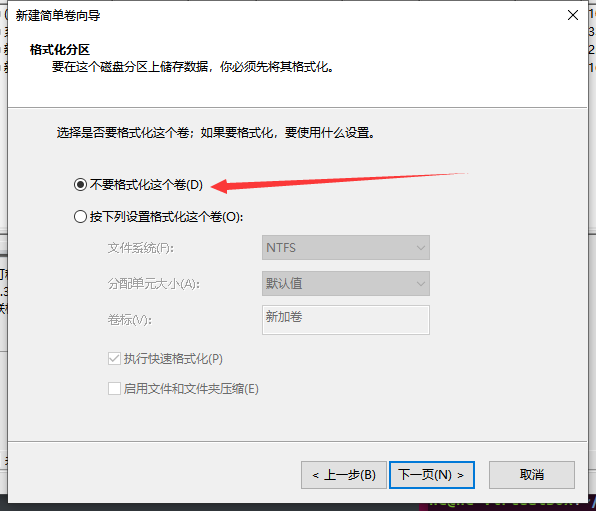 新建简单卷向导
格式化分区
要在这个磁盘分区上储存数据，你必须先将其格式化。
选择是否要格式化这个卷；如果要格式化，要使用什么设置。
不要格式化这个卷(D)
按下列设置格式化这个卷(O):
文件系统(F): NTFS
分配单元大小(A): 默认值
卷标(V): 新加卷
执行快速格式化(P)
启用文件和文件夹压缩(E)
< 上一步(B) 下一页(N) > 取消